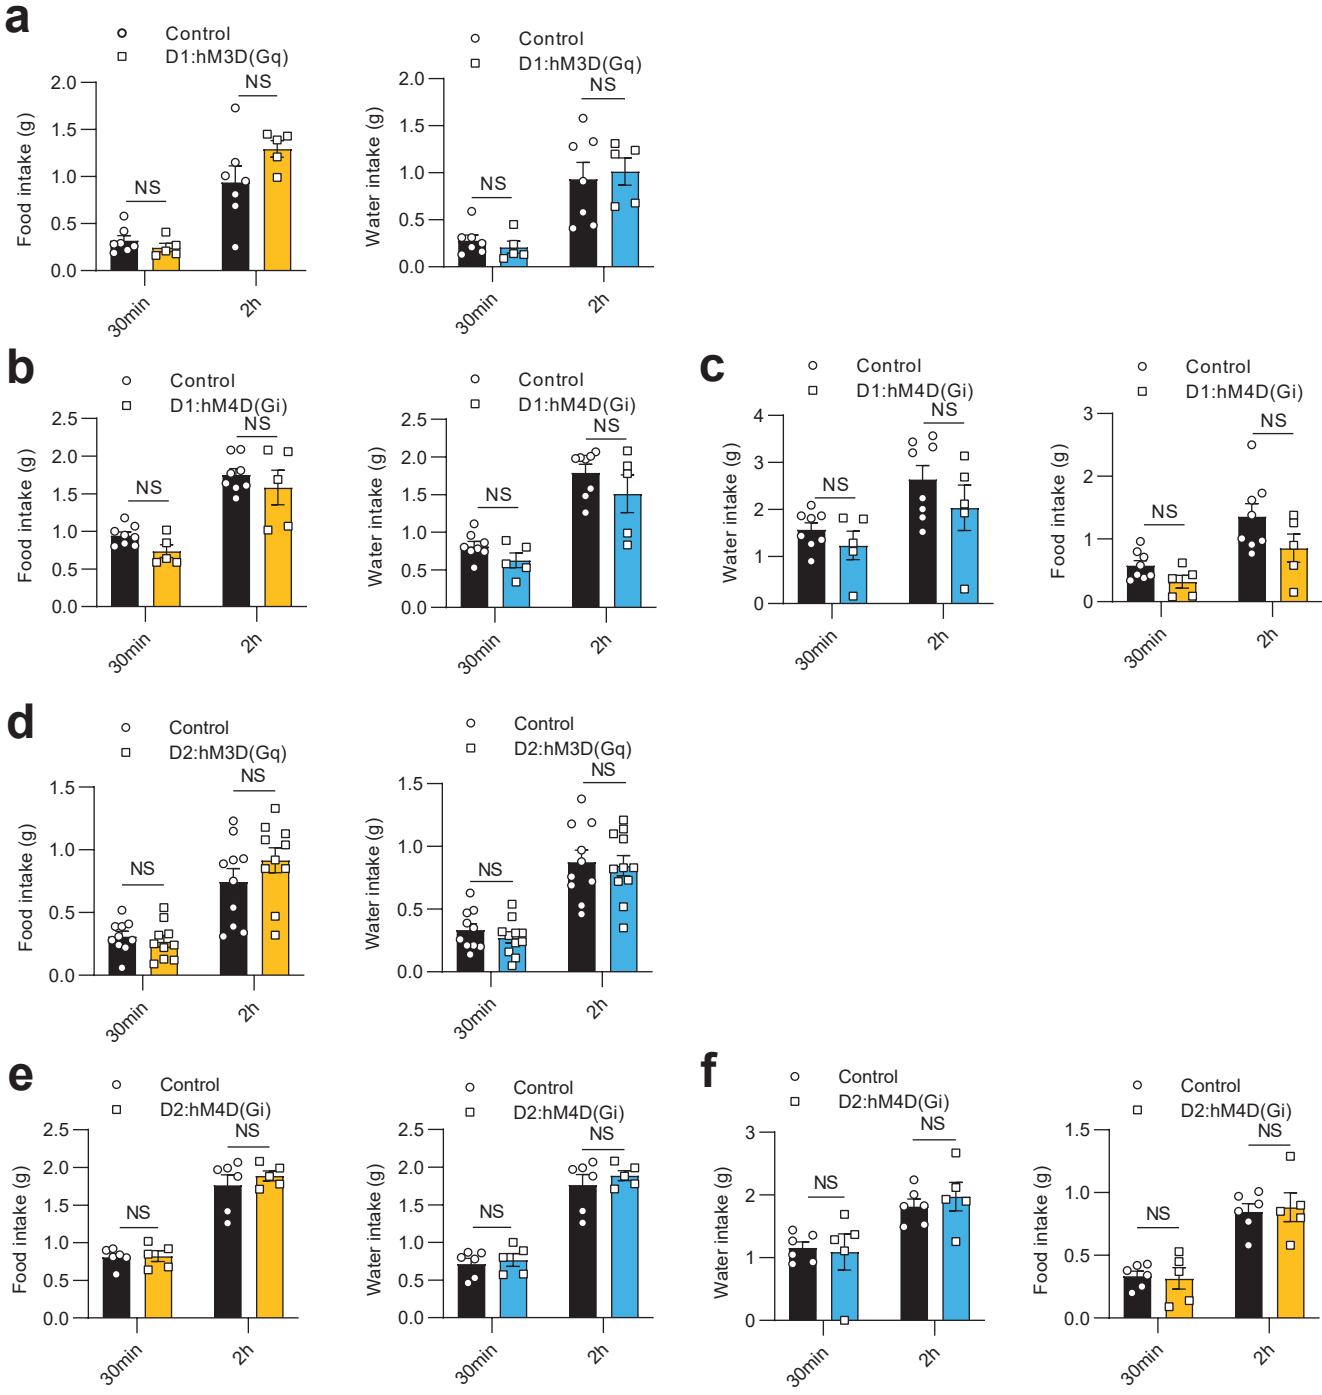 a
Control
D1:hM3D(Gq)
NS
NS
Food intake (g)
2.0
1.5
1.0
0.5
0.0
30min
2h
Control
D1:hM3D(Gq)
NS
NS
Water intake (g)
2.0
1.5
1.0
0.5
0.0
30min
2h
b
Control
D1:hM4D(Gi)
NS
NS
Food intake (g)
2.5
2.0
1.5
1.0
0.5
0.0
30min
2h
Control
D1:hM4D(Gi)
NS
NS
Water intake (g)
2.5
2.0
1.5
1.0
0.5
0.0
30min
2h
c
Control
D1:hM4D(Gi)
NS
NS
Water intake (g)
4
3
2
1
0
30min
2h
Control
D1:hM4D(Gi)
NS
NS
Food intake (g)
3
2
1
0
30min
2h
d
Control
D2:hM3D(Gq)
NS
NS
Food intake (g)
1.5
1.0
0.5
0.0
30min
2h
Control
D2:hM3D(Gq)
NS
NS
Water intake (g)
1.5
1.0
0.5
0.0
30min
2h
e
Control
D2:hM4D(Gi)
NS
NS
Food intake (g)
2.5
2.0
1.5
1.0
0.5
0.0
30min
2h
Control
D2:hM4D(Gi)
NS
NS
Water intake (g)
2.5
2.0
1.5
1.0
0.5
0.0
30min
2h
f
Control
D2:hM4D(Gi)
NS
NS
Water intake (g)
3
2
1
0
30min
2h
Control
D2:hM4D(Gi)
NS
NS
Food intake (g)
1.5
1.0
0.5
0.0
30min
2h